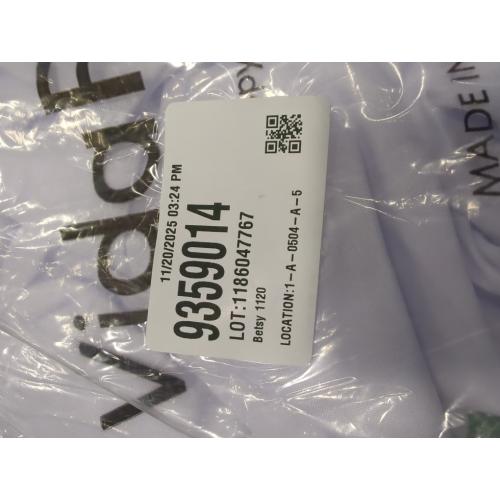 11/20/2025 03:24 PM
9359014
LOT:1186047767
Betsy 1120
LOCATION:1-A-0504-A-5
MADE IN